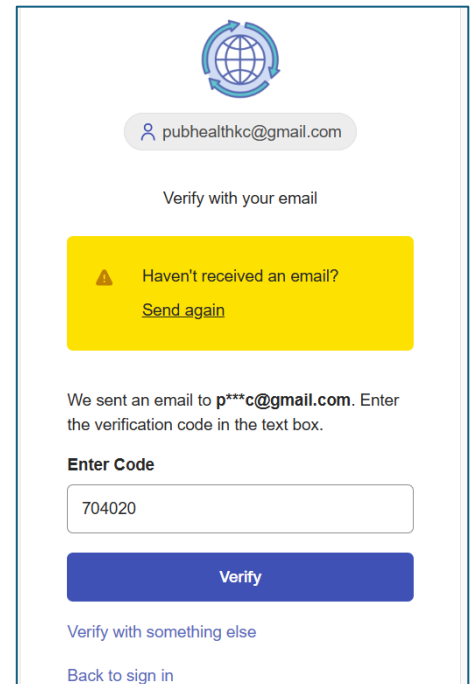 pubhealthkc@gmail.com
Verify with your email
Haven't received an email?
Send again
We sent an email to p***c@gmail.com. Enter
the verification code in the text box.
Enter Code
704020
Verify
Verify with something else
Back to sign in